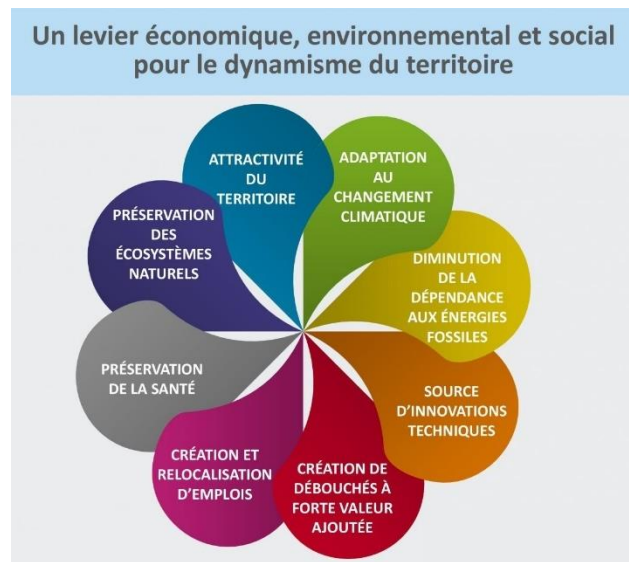 Un levier économique, environnemental et social
pour le dynamisme du territoire
ATTRACTIVITÉ
DU
TERRITOIRE
ADAPTATION
AU
CHANGEMENT
CLIMATIQUE
DIMINUTION
DE LA
DÉPENDANCE
AUX ÉNERGIES
FOSSILES
SOURCE
D'INNOVATIONS
TECHNIQUES
CRÉATION DE
DÉBOUCHÉS À
FORTE VALEUR
AJOUTÉE
CRÉATION ET
RELOCALISATION
D'EMPLOIS
PRÉSERVATION
DE LA SANTÉ
PRÉSERVATION
DES
ÉCOSYSTÈMES
NATURELS